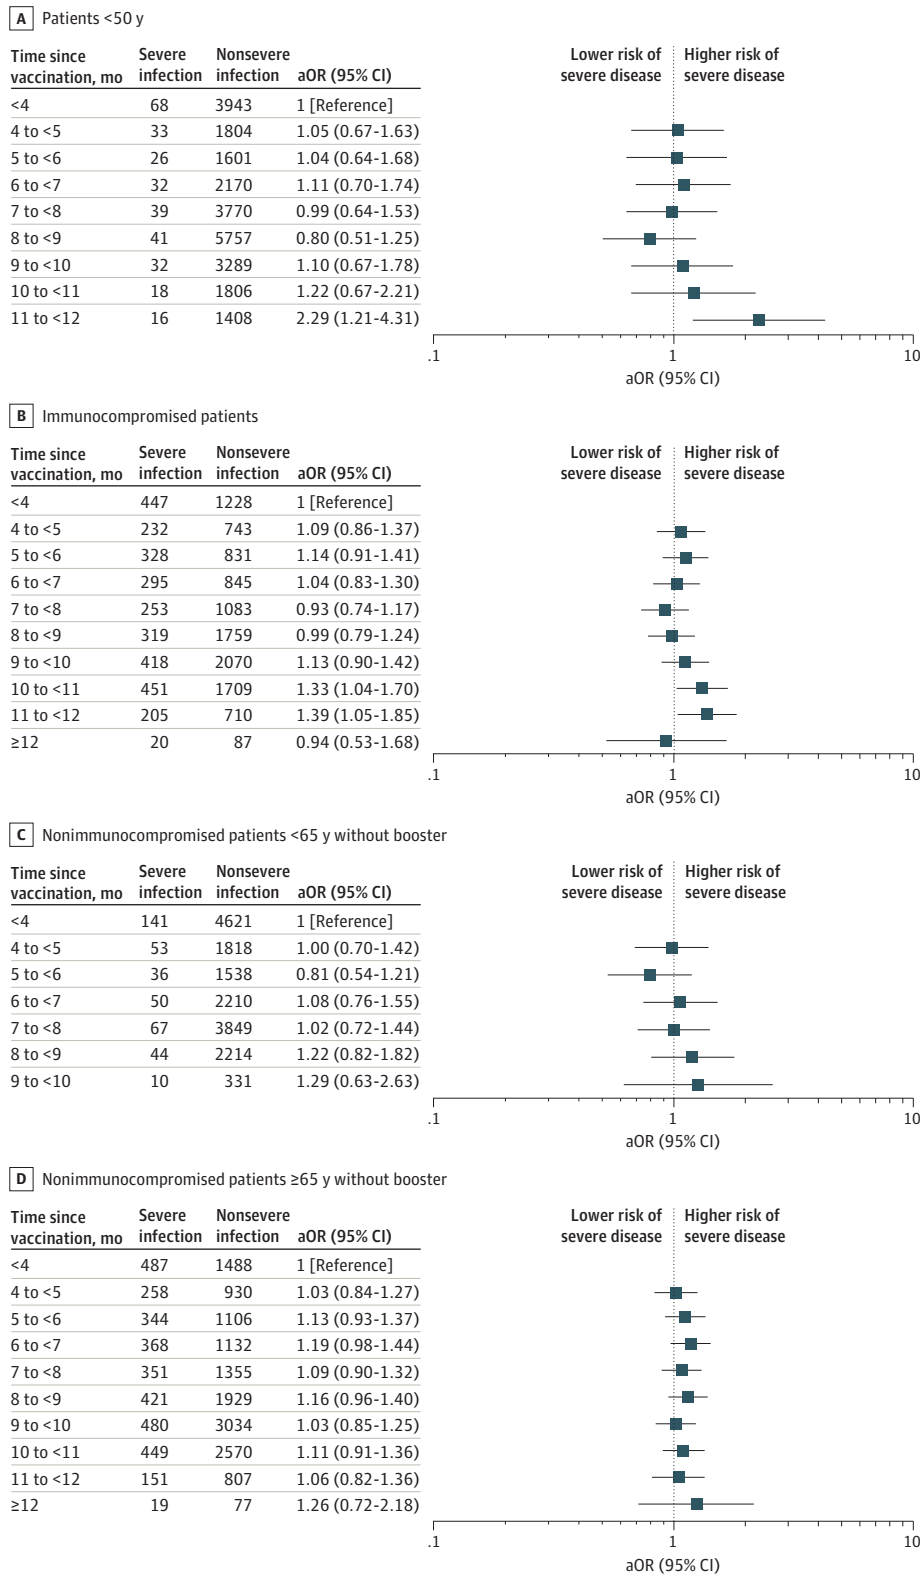 A Patients <50 y
Time since vaccination, mo Severe infection Nonsevere infection aOR (95% CI) Lower risk of severe disease Higher risk of severe disease
<4 68 3943 1 [Reference]
4 to <5 33 1804 1.05 (0.67-1.63)
5 to <6 26 1601 1.04 (0.64-1.68)
6 to <7 32 2170 1.11 (0.70-1.74)
7 to <8 39 3770 0.99 (0.64-1.53)
8 to <9 41 5757 0.80 (0.51-1.25)
9 to <10 32 3289 1.10 (0.67-1.78)
10 to <11 18 1806 1.22 (0.67-2.21)
11 to <12 16 1408 2.29 (1.21-4.31)
.1 1 10
aOR (95% CI)
B Immunocompromised patients
Time since vaccination, mo Severe infection Nonsevere infection aOR (95% CI) Lower risk of severe disease Higher risk of severe disease
<4 447 1228 1 [Reference]
4 to <5 232 743 1.09 (0.86-1.37)
5 to <6 328 831 1.14 (0.91-1.41)
6 to <7 295 845 1.04 (0.83-1.30)
7 to <8 253 1083 0.93 (0.74-1.17)
8 to <9 319 1759 0.99 (0.79-1.24)
9 to <10 418 2070 1.13 (0.90-1.42)
10 to <11 451 1709 1.33 (1.04-1.70)
11 to <12 205 710 1.39 (1.05-1.85)
≥12 20 87 0.94 (0.53-1.68)
.1 1 10
aOR (95% CI)
C Nonimmunocompromised patients <65 y without booster
Time since vaccination, mo Severe infection Nonsevere infection aOR (95% CI) Lower risk of severe disease Higher risk of severe disease
<4 141 4621 1 [Reference]
4 to <5 53 1818 1.00 (0.70-1.42)
5 to <6 36 1538 0.81 (0.54-1.21)
6 to <7 50 2210 1.08 (0.76-1.55)
7 to <8 67 3849 1.02 (0.72-1.44)
8 to <9 44 2214 1.22 (0.82-1.82)
9 to <10 10 331 1.29 (0.63-2.63)
.1 1 10
aOR (95% CI)
D Nonimmunocompromised patients ≥65 y without booster
Time since vaccination, mo Severe infection Nonsevere infection aOR (95% CI) Lower risk of severe disease Higher risk of severe disease
<4 487 1488 1 [Reference]
4 to <5 258 930 1.03 (0.84-1.27)
5 to <6 344 1106 1.13 (0.93-1.37)
6 to <7 368 1132 1.19 (0.98-1.44)
7 to <8 351 1355 1.09 (0.90-1.32)
8 to <9 421 1929 1.16 (0.96-1.40)
9 to <10 480 3034 1.03 (0.85-1.25)
10 to <11 449 2570 1.11 (0.91-1.36)
11 to <12 151 807 1.06 (0.82-1.36)
≥12 19 77 1.26 (0.72-2.18)
.1 1 10
aOR (95% CI)